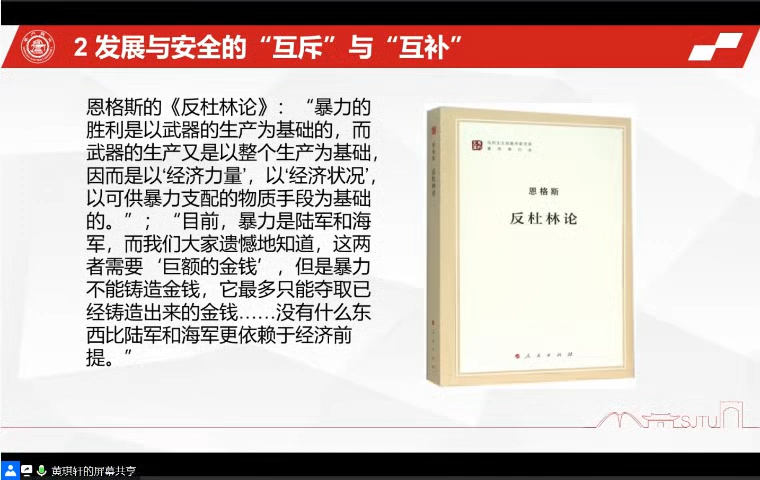 2 发展与安全的“互斥”与“互补”
恩格斯的《反杜林论》：“暴力的
胜利是以武器的生产为基础的，而
武器的生产又是以整个生产为基础，
因而是以‘经济力量’，以‘经济状况’，
以可供暴力支配的物质手段为基础
的。”；“目前，暴力是陆军和海
军，而我们大家遗憾地知道，这两
者需要‘巨额的金钱’，但是暴力
不能铸造金钱，它最多只能夺取已
经铸造出来的金钱……没有什么东
西比陆军和海军更依赖于经济前
提。”
恩格斯
反杜林论
人民出版社
SJTU
黄琪轩的屏幕共享